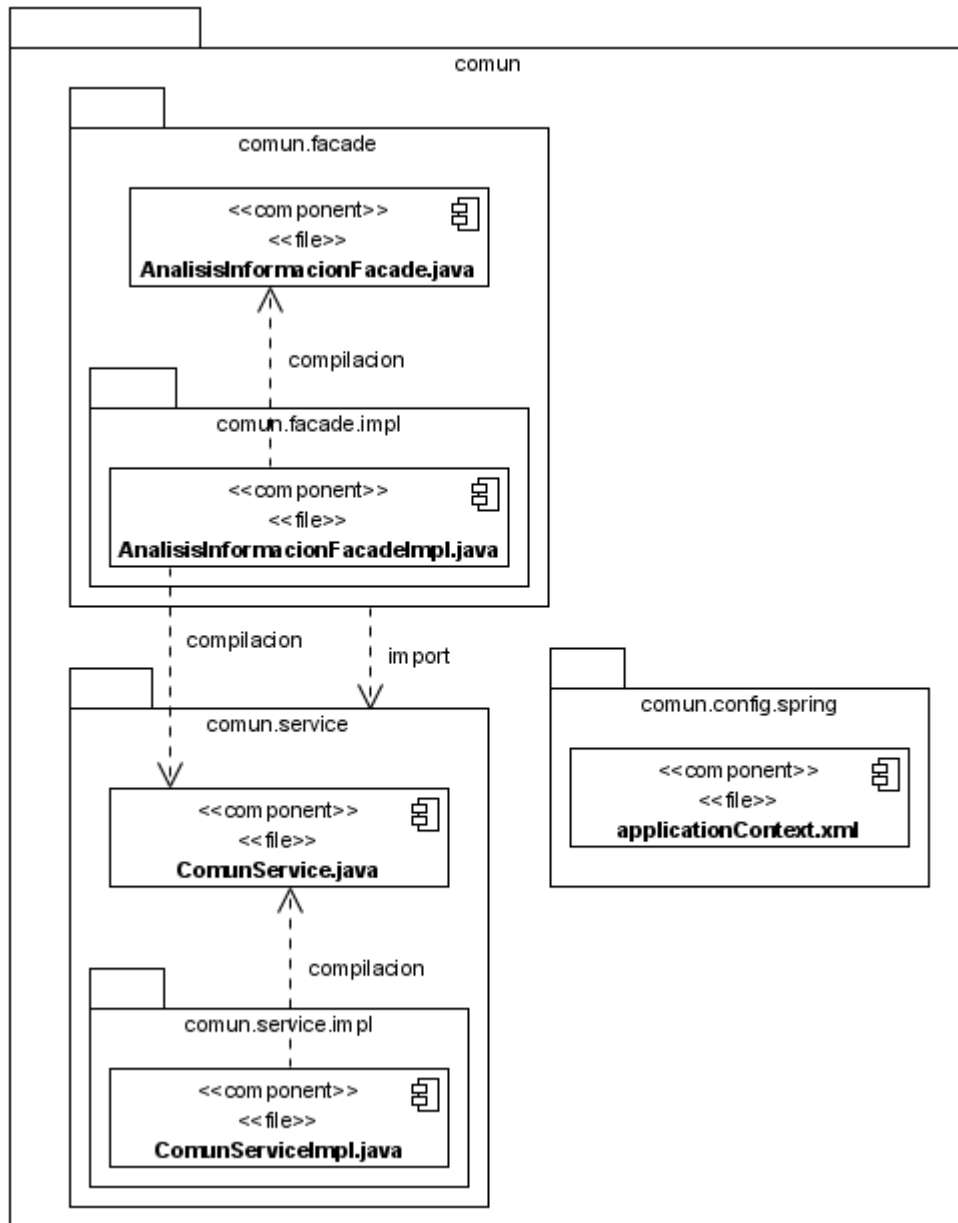 comun
comun.facade
<<component>>
<<file>>
AnalisisInformacionFacade.java
compilacion
comun.facade.impl
<<component>>
<<file>>
AnalisisInformacionFacadeImpl.java
compilacion
import
comun.service
<<component>>
<<file>>
ComunService.java
compilacion
comun.service.impl
<<component>>
<<file>>
ComunServiceImpl.java
comun.config.spring
<<component>>
<<file>>
applicationContext.xml